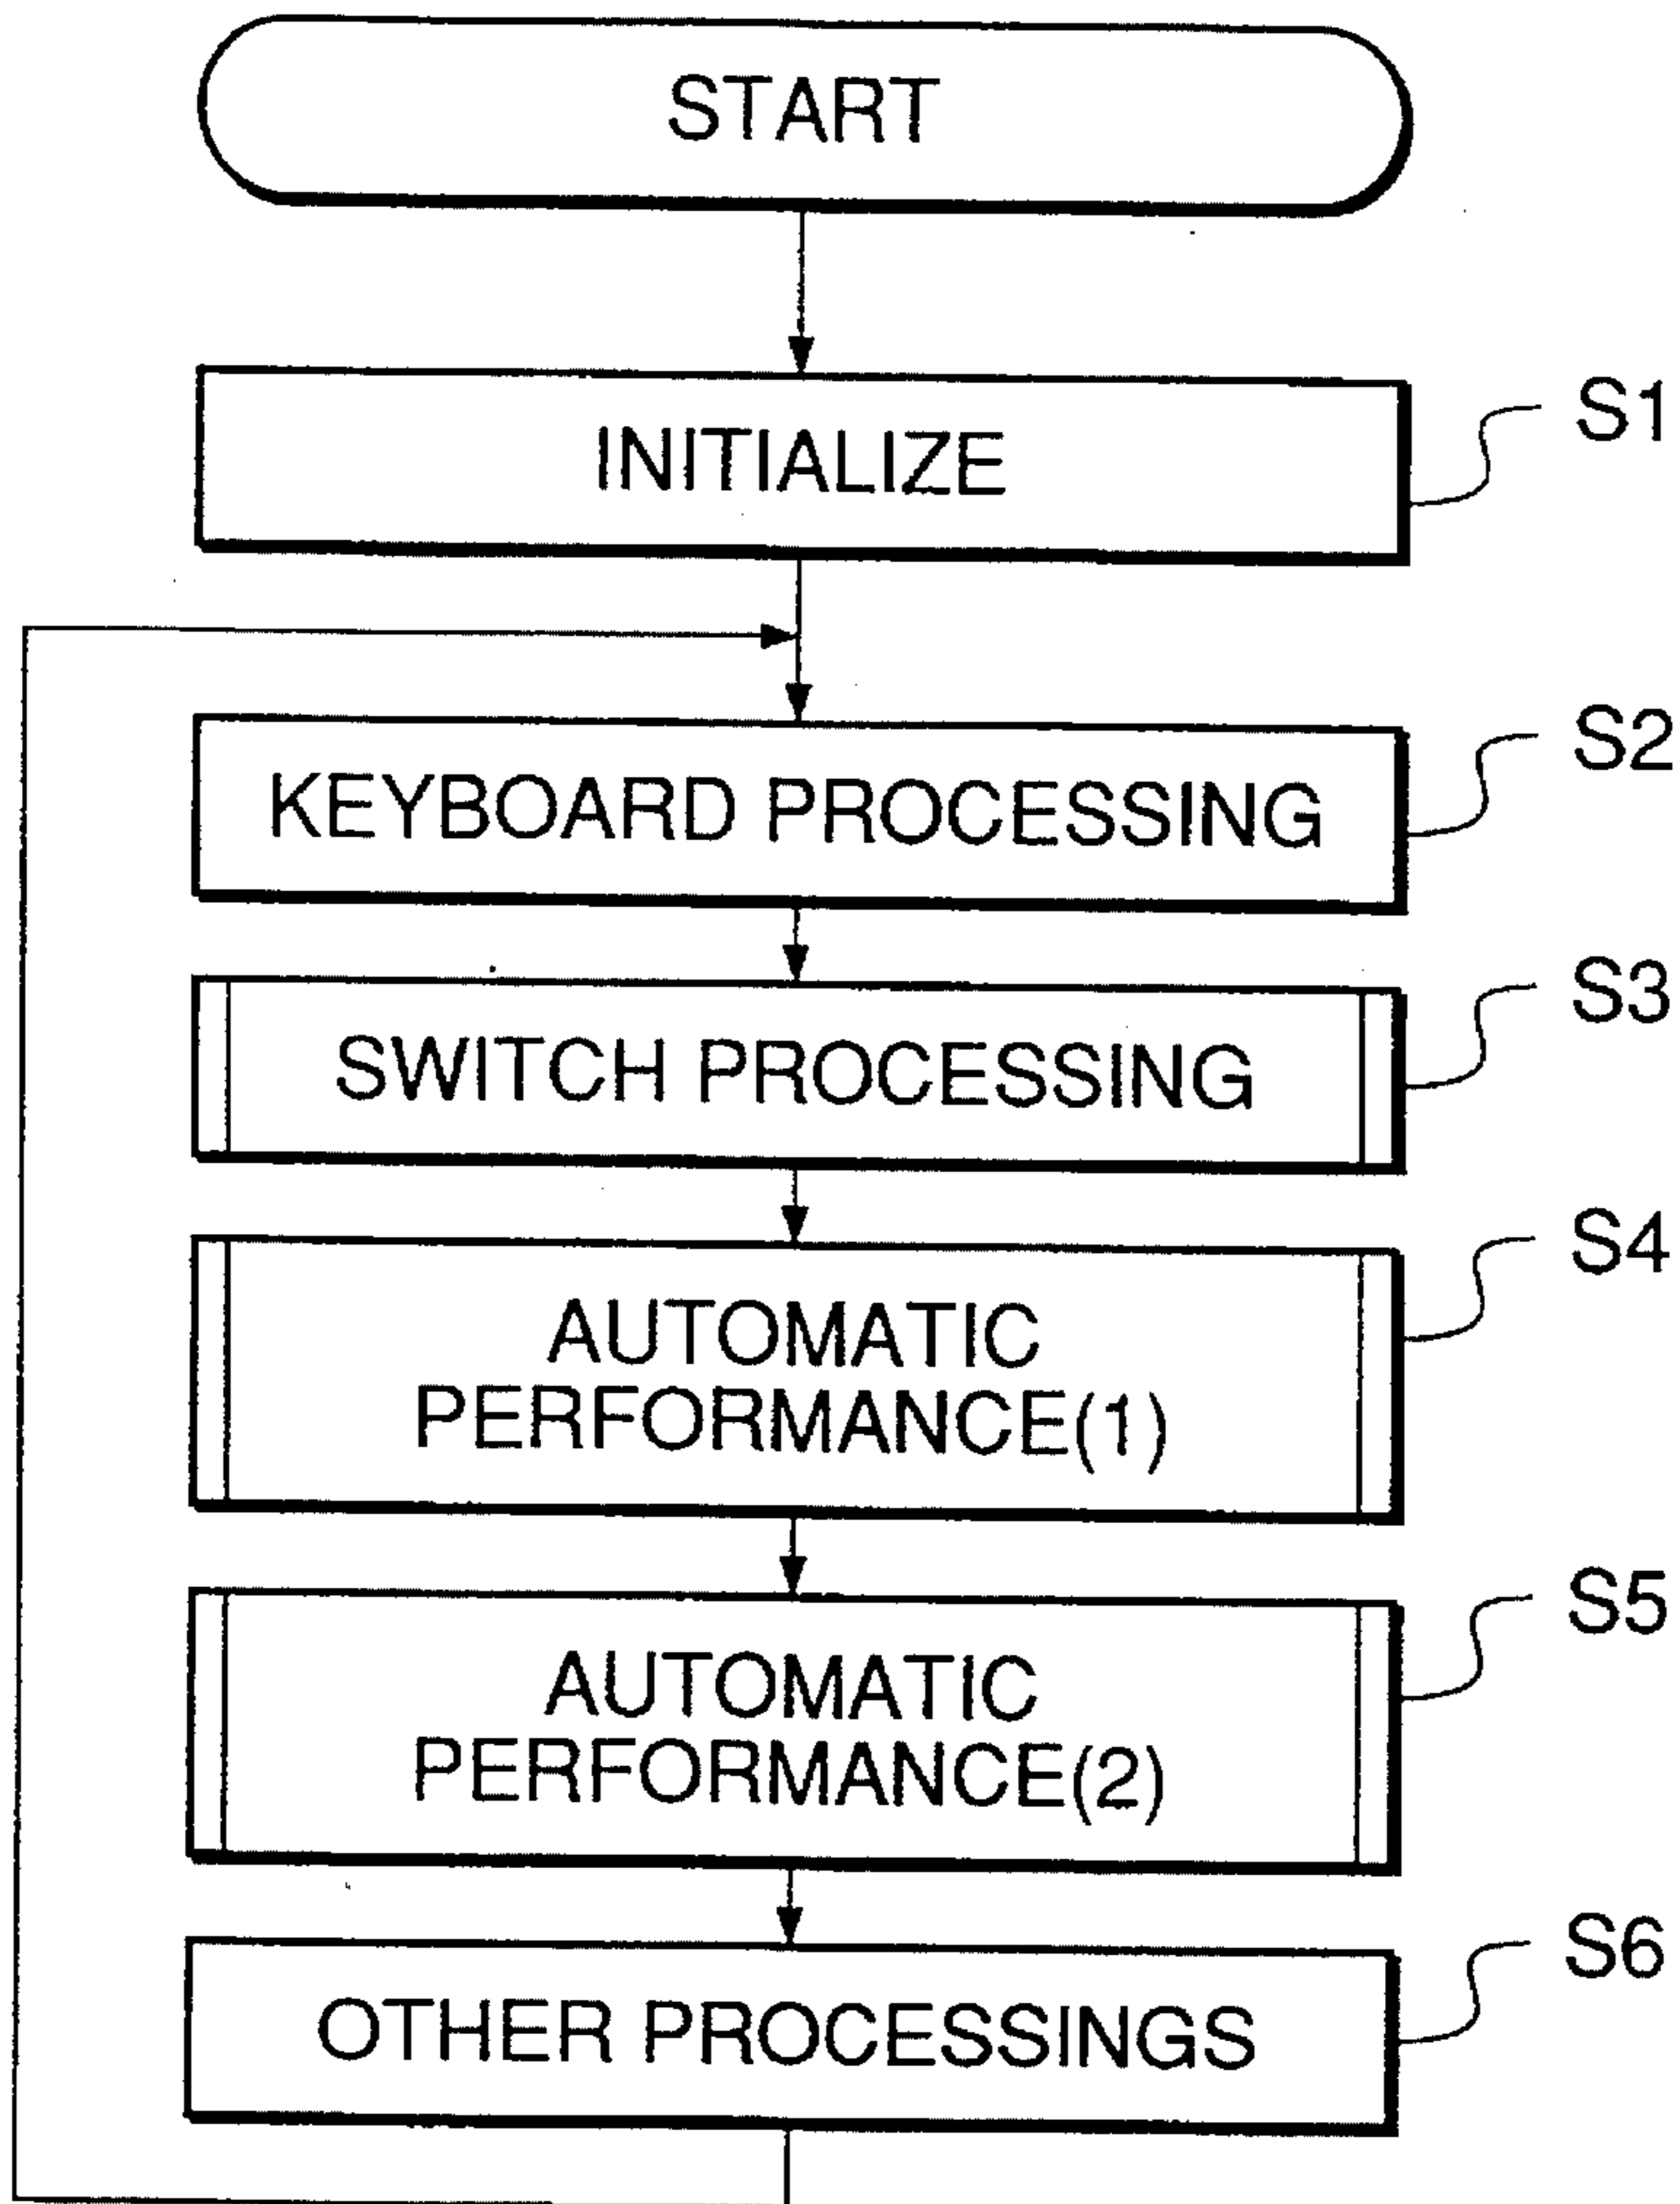 START
INITIALIZE
S1
KEYBOARD PROCESSING
S2
SWITCH PROCESSING
S3
AUTOMATIC
PERFORMANCE(1)
S4
AUTOMATIC
PERFORMANCE(2)
S5
OTHER PROCESSINGS
S6